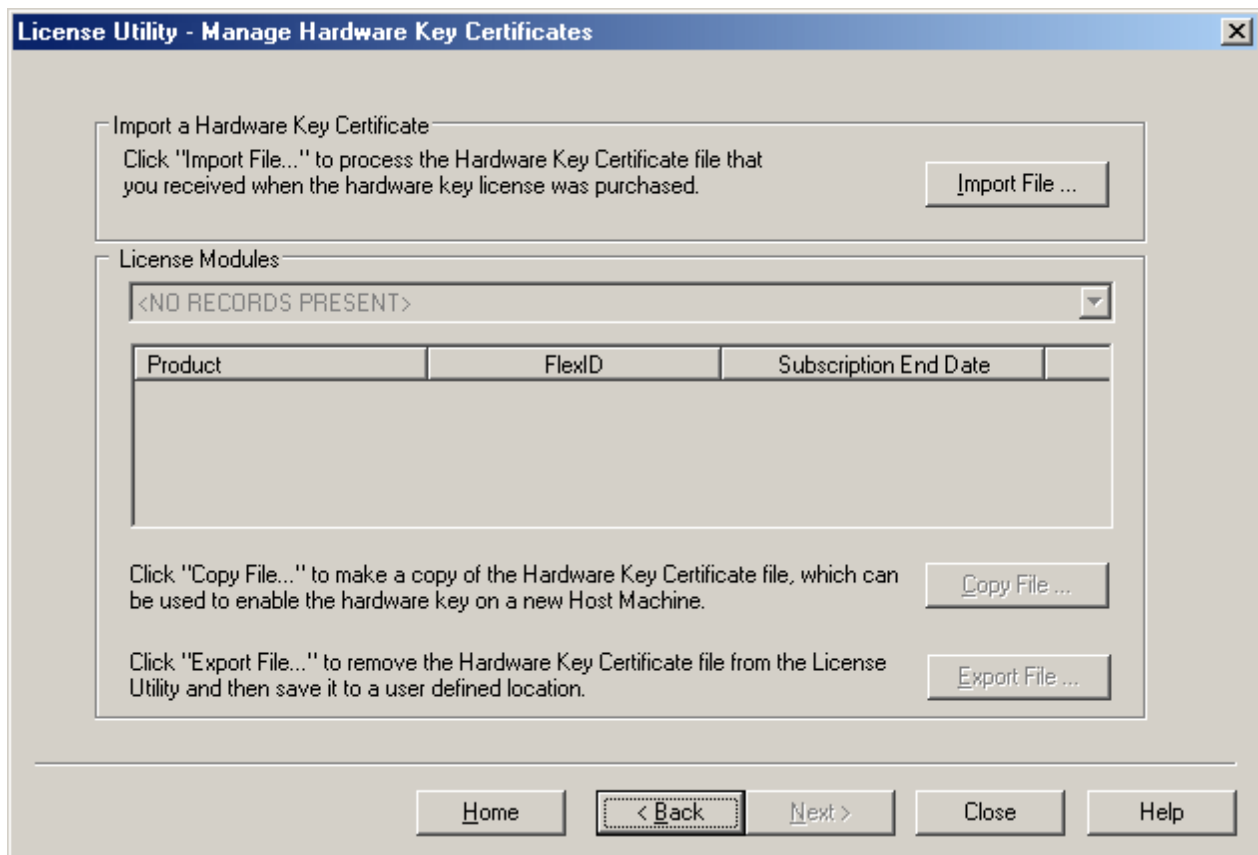 License Utility - Manage Hardware Key Certificates
Import a Hardware Key Certificate
Click "Import File..." to process the Hardware Key Certificate file that
you received when the hardware key license was purchased.
Import File ...
License Modules
<NO RECORDS PRESENT>
Product FlexID Subscription End Date
Click "Copy File..." to make a copy of the Hardware Key Certificate file, which can
be used to enable the hardware key on a new Host Machine.
Copy File ...
Click "Export File..." to remove the Hardware Key Certificate file from the License
Utility and then save it to a user defined location.
Export File ...
Home < Back Next > Close Help